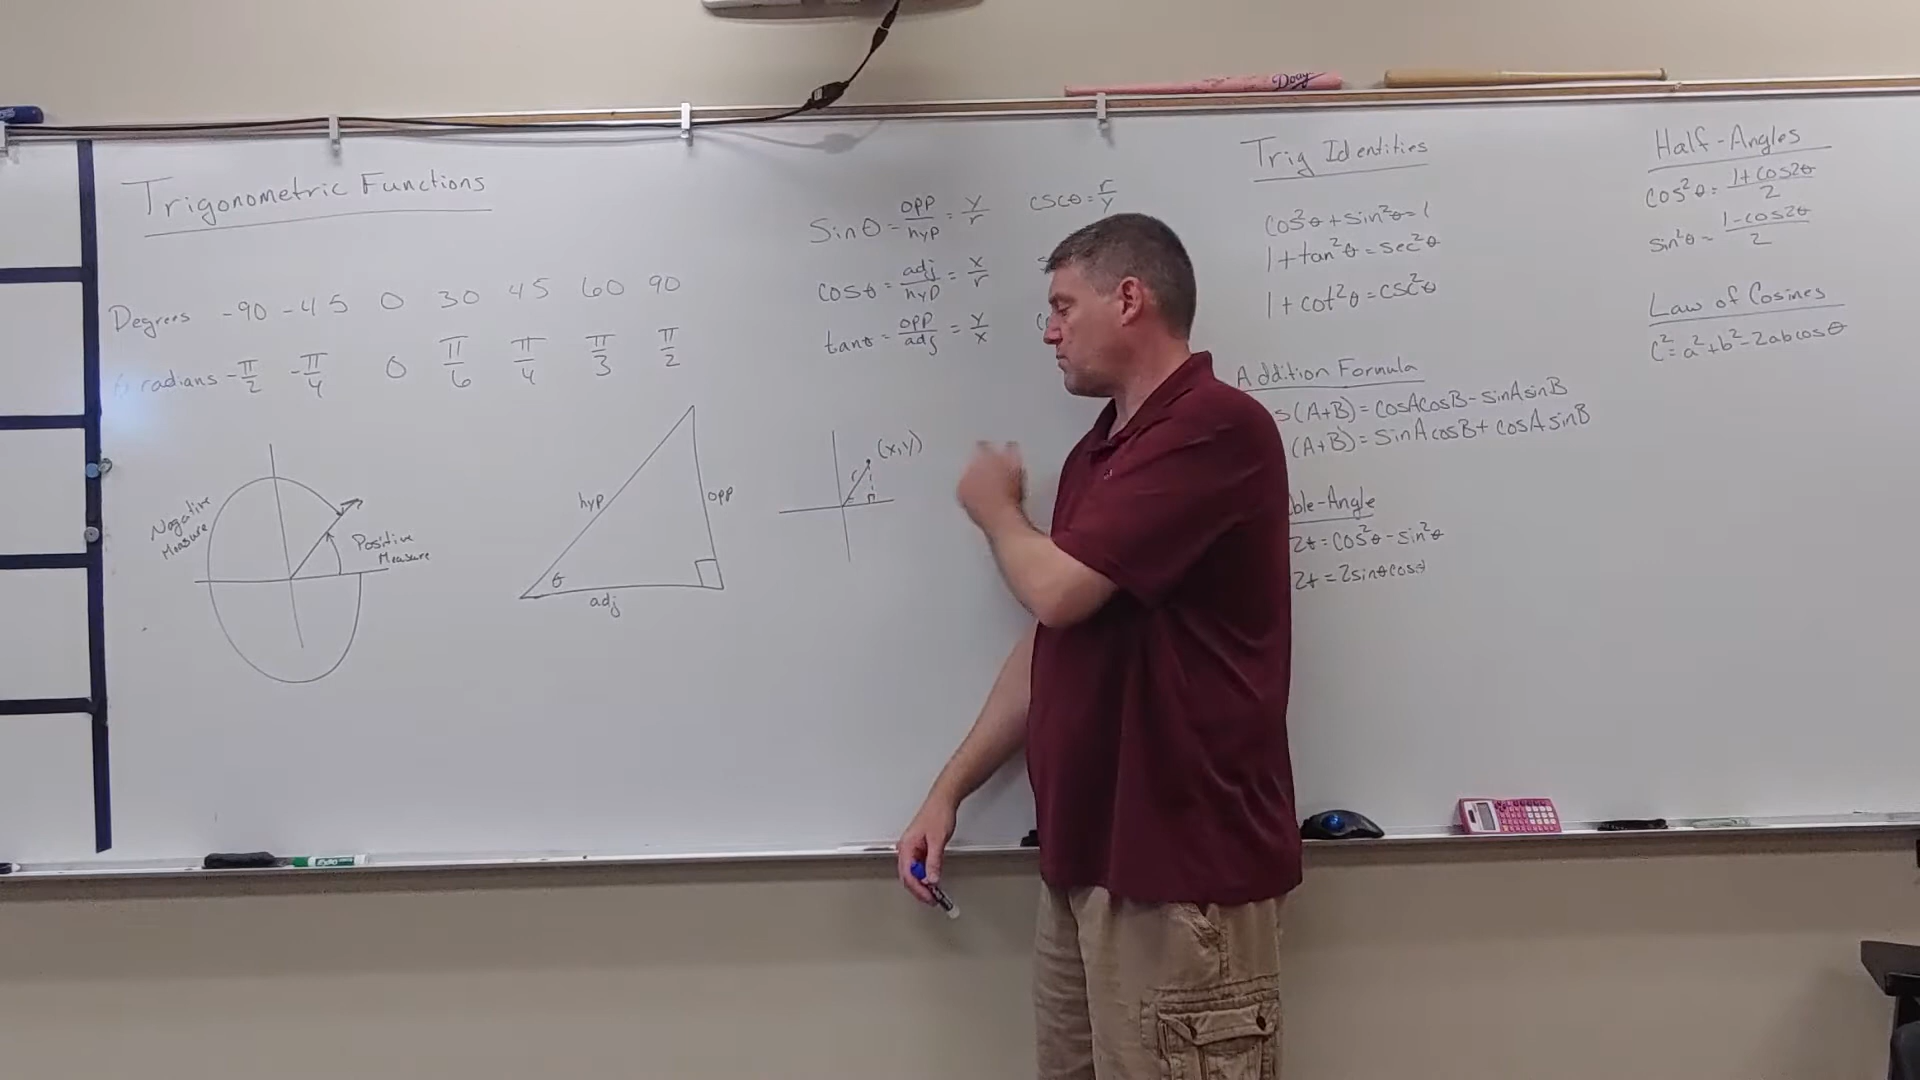 Trigonometric Functions
Degrees -90 -45 0 30 45 60 90
radians -π/2 -π/4 0 π/6 π/4 π/3 π/2
Negative
Measure
Positive
Measure
hyp
opp
θ
adj
Sinθ = opp/hyp = y/r
cscθ = r/y
cosθ = adj/hyp = x/r
tanθ = opp/adj = y/x
(x,y)
r
Trig Identities
cos²θ + sin²θ = 1
1 + tan²θ = sec²θ
1 + cot²θ = csc²θ
Addition Formula
s(A+B) = cosAcosB - sinAsinB
(A+B) = sinAcosB + cosAsinB
ble-Angle
2θ = cos²θ - sin²θ
2θ = 2sinθcosθ
Half-Angles
cos²θ = 1+cos2θ/2
sin²θ = 1-cos2θ/2
Law of Cosines
c² = a² + b² - 2abcosθ